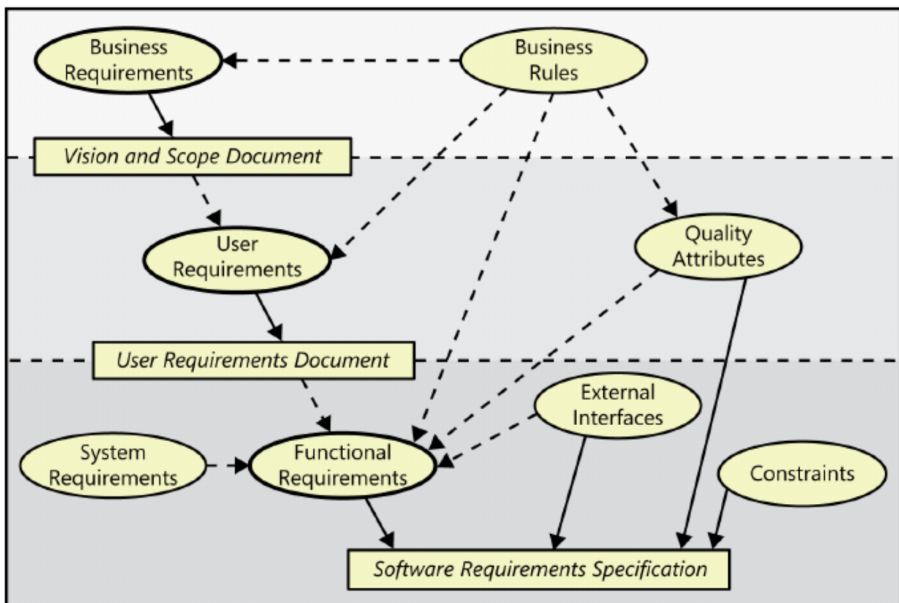 Business
Requirements
Business
Rules
Vision and Scope Document
User
Requirements
Quality
Attributes
User Requirements Document
External
Interfaces
System
Requirements
Functional
Requirements
Constraints
Software Requirements Specification